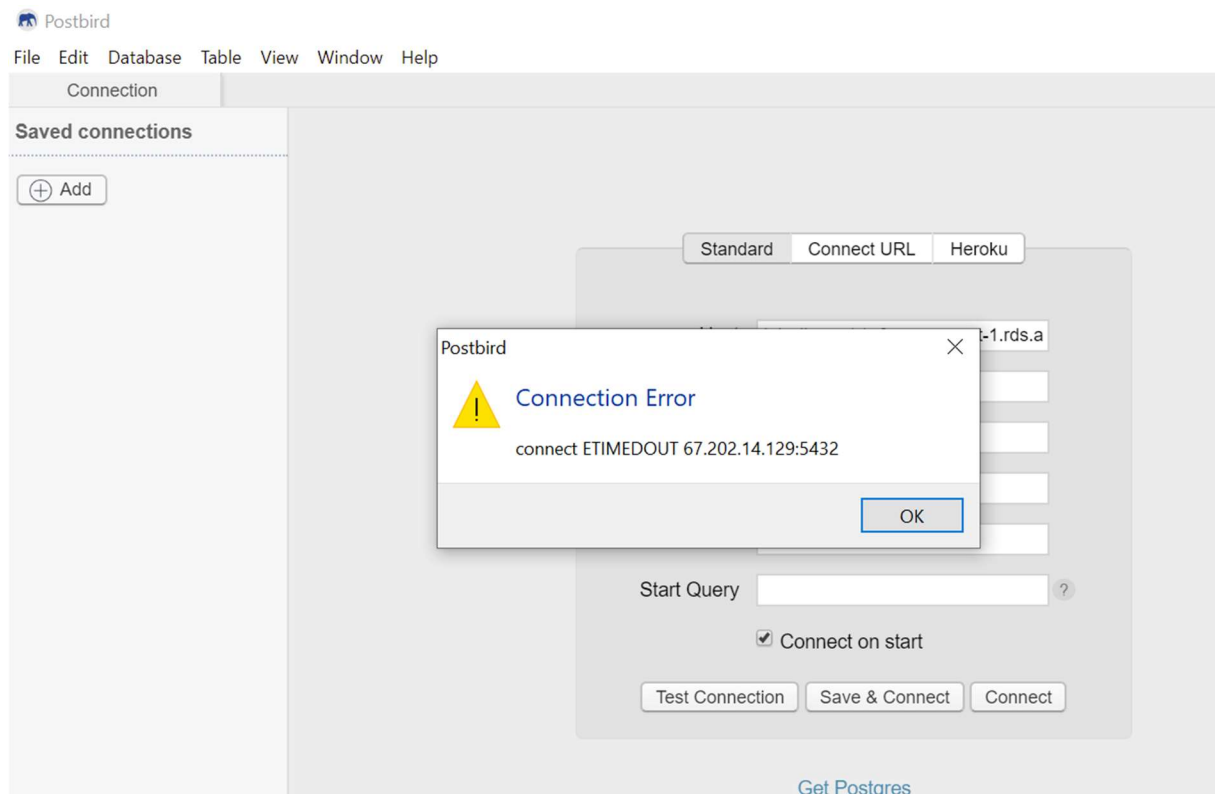 Postbird
File Edit Database Table View Window Help
Connection
Saved connections
Add
Standard Connect URL Heroku
t-1.rds.a
Postbird
Connection Error
connect ETIMEDOUT 67.202.14.129:5432
OK
Start Query ?
Connect on start
Test Connection Save & Connect Connect
Get Postgres